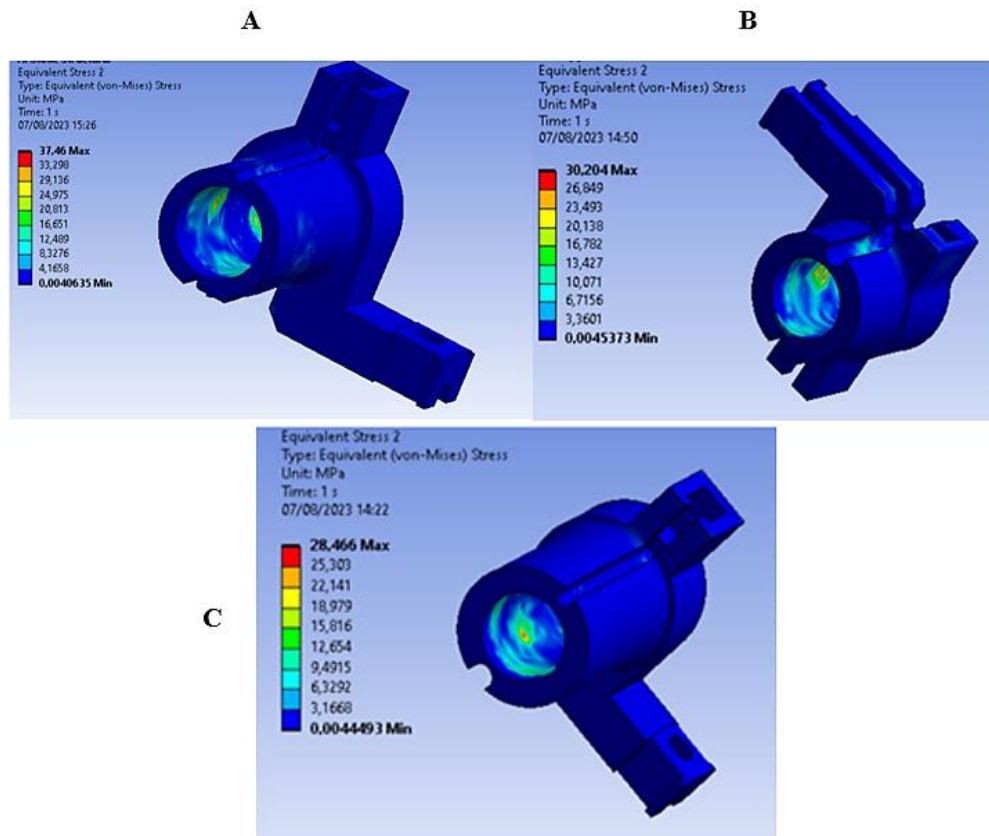 A
B
Equivalent Stress 2
Type: Equivalent (von-Mises) Stress
Unit: MPa
Time: 1 s
07/08/2023 15:26
37,46 Max
33,298
29,136
24,975
20,813
16,651
12,489
8,3276
4,1658
0,0040635 Min
Equivalent Stress 2
Type: Equivalent (von-Mises) Stress
Unit: MPa
Time: 1 s
07/08/2023 14:50
30,204 Max
26,849
23,493
20,138
16,782
13,427
10,071
6,7156
3,3601
0,0045373 Min
C
Equivalent Stress 2
Type: Equivalent (von-Mises) Stress
Unit: MPa
Time: 1 s
07/08/2023 14:22
28,466 Max
25,303
22,141
18,979
15,816
12,654
9,4915
6,3292
3,1668
0,0044493 Min